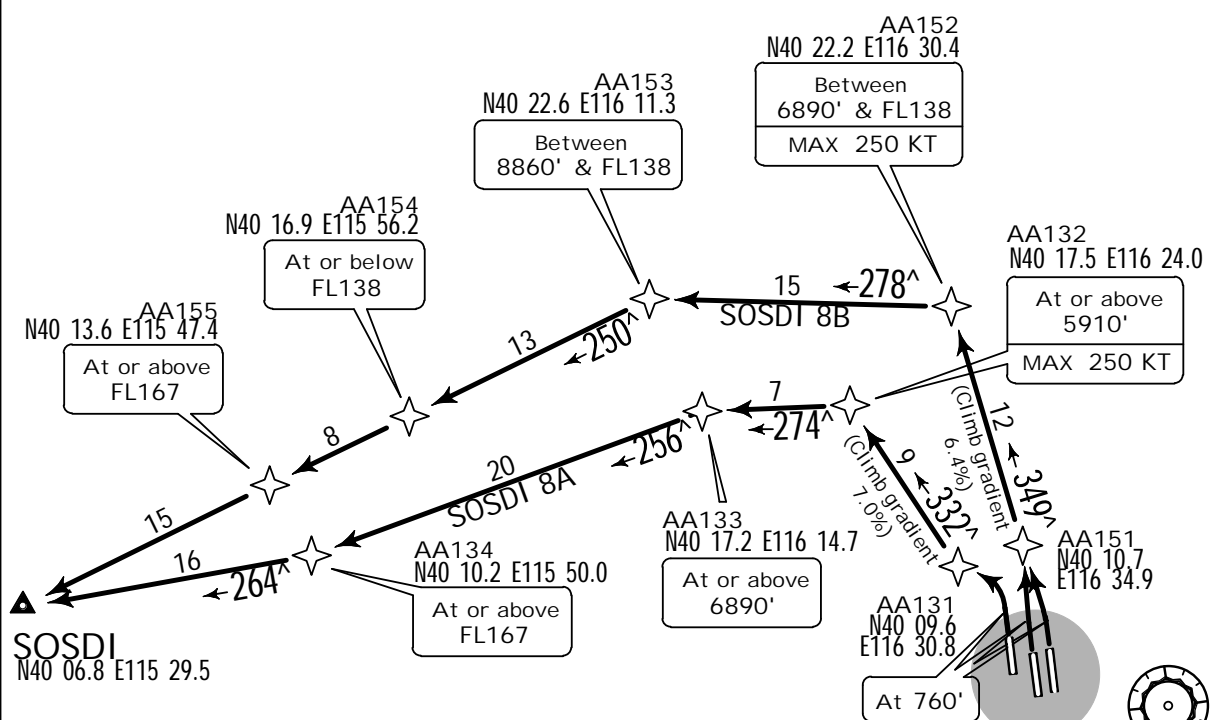 AA152
N40 22.2 E116 30.4
Between
6890' & FL138
MAX 250 KT
AA153
N40 22.6 E116 11.3
Between
8860' & FL138
AA154
N40 16.9 E115 56.2
At or below
FL138
AA155
N40 13.6 E115 47.4
At or above
FL167
AA132
N40 17.5 E116 24.0
At or above
5910'
MAX 250 KT
15
278^
SOSDI 8B
13
250^
8
15
7
274^
256^
20
SOSDI 8A
16
264^
9
332^
(Climb gradient
7.0%)
12
349^
(Climb gradient
6.4%)
AA133
N40 17.2 E116 14.7
At or above
6890'
AA134
N40 10.2 E115 50.0
At or above
FL167
AA151
N40 10.7
E116 34.9
AA131
N40 09.6
E116 30.8
At 760'
SOSDI
N40 06.8 E115 29.5